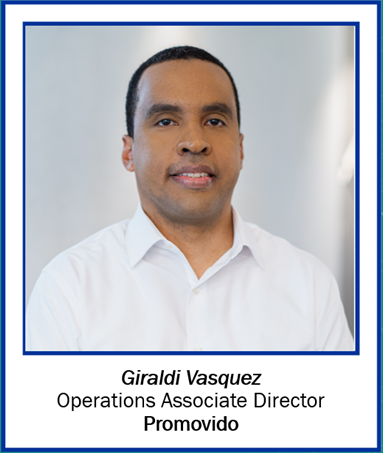 Giraldi Vasquez
Operations Associate Director
Promovido